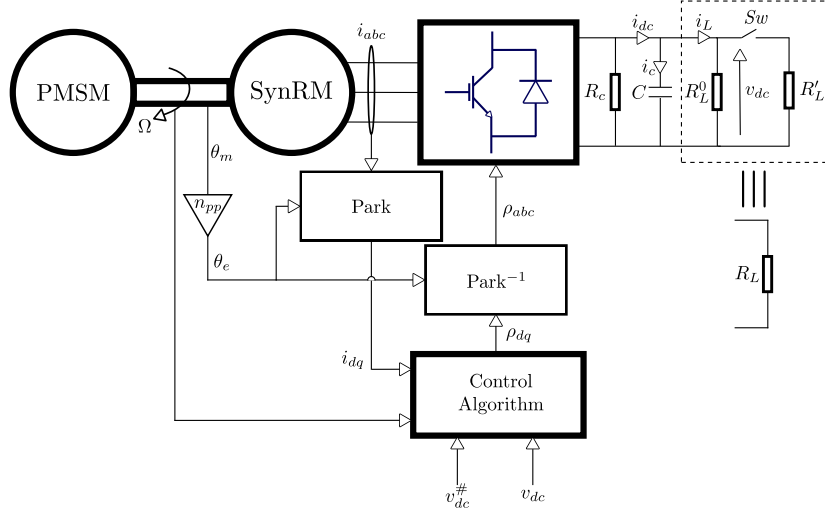 i_abc
i_dc
i_L
Sw
PMSM
SynRM
i_c
R_c
C
R_L^0
v_dc
R'_L
Ω
θ_m
n_pp
Park
ρ_abc
θ_e
Park⁻¹
R_L
ρ_dq
i_dq
Control
Algorithm
v_dc^#
v_dc